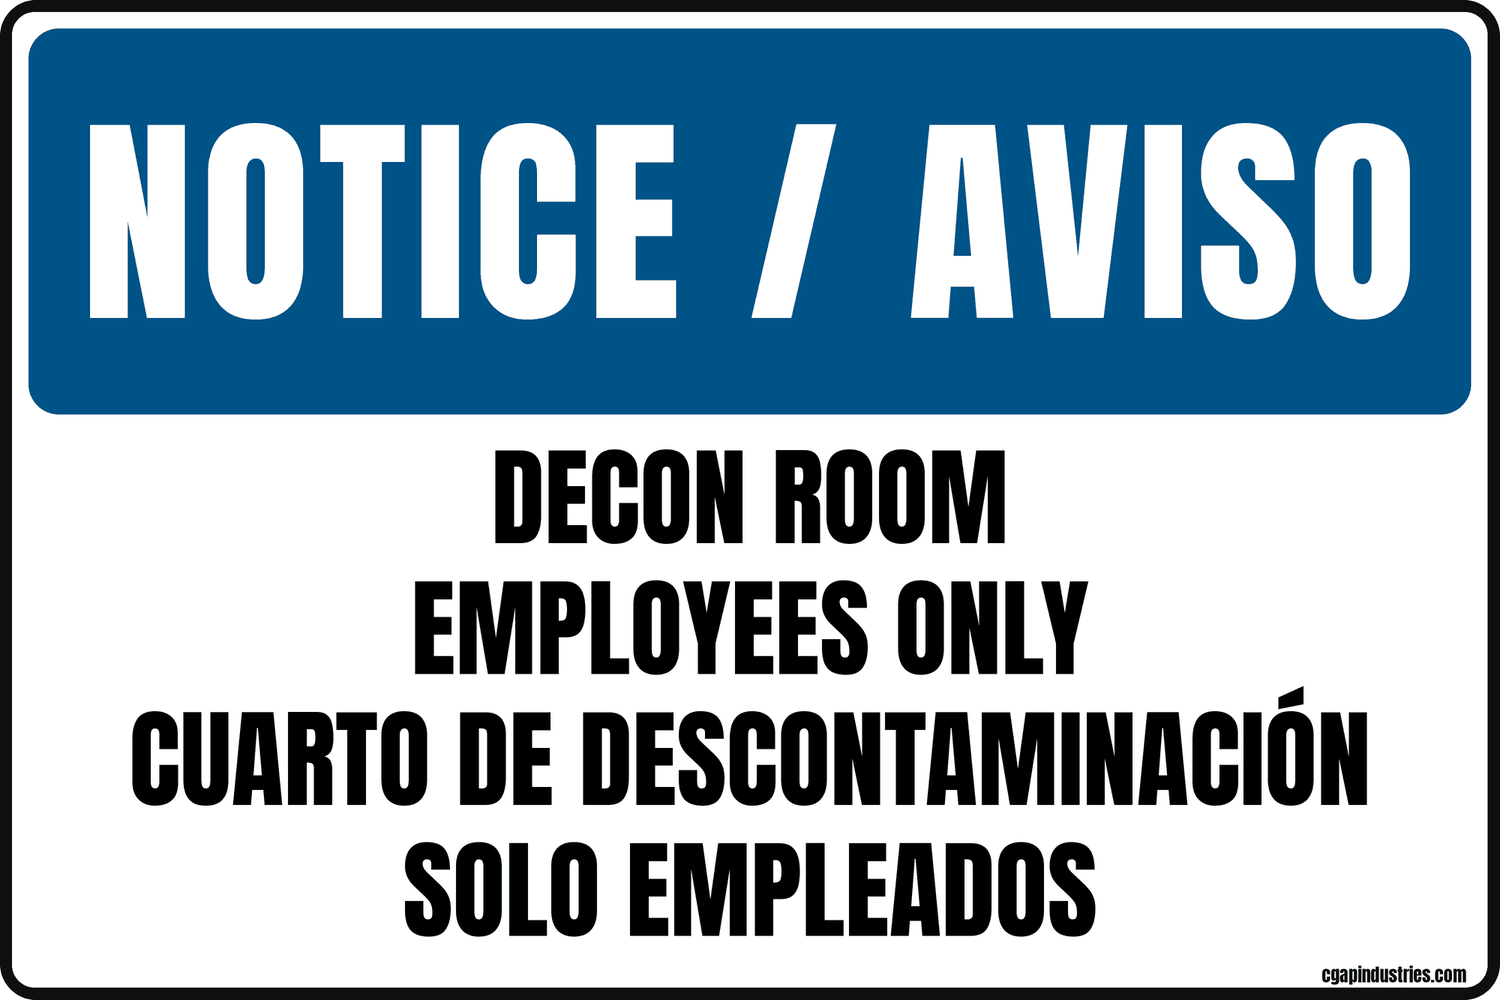 NOTICE / AVISO
DECON ROOM
EMPLOYEES ONLY
CUARTO DE DESCONTAMINACIÓN
SOLO EMPLEADOS
cgapindustries.com